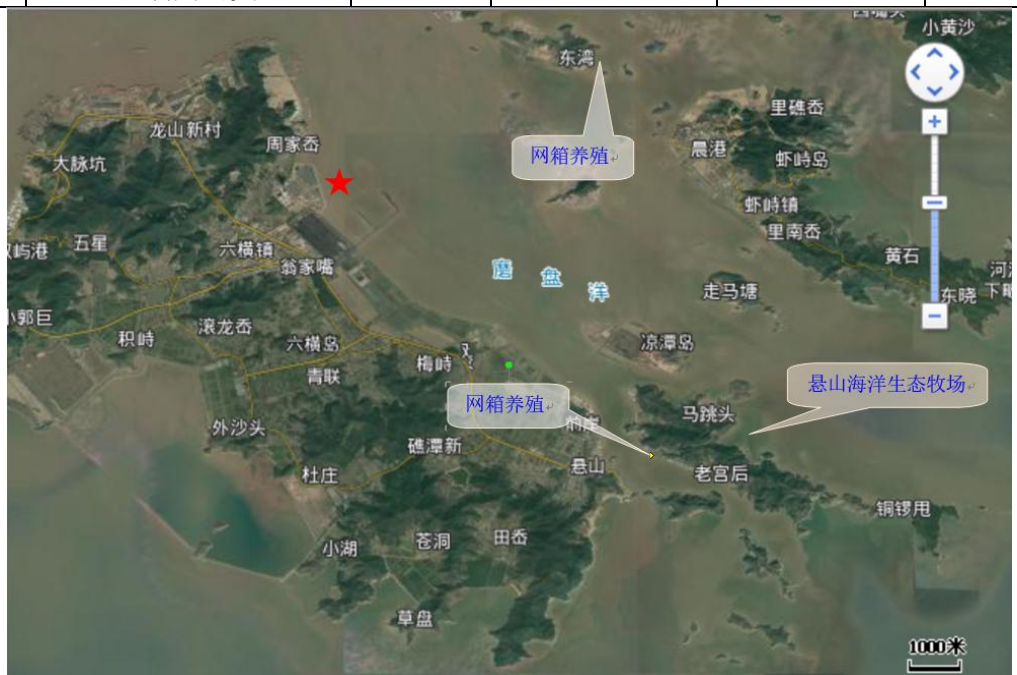 小黄沙
东湾
里礁岙
龙山新村
周家岙
网箱养殖
晨港
大脉坑
虾峙岛
虾峙镇
里南岙
五星
六横镇
黄石
翁家嘴
磨盘洋
走马塘
东晓
小郭巨
积峙
滚龙岙
六横岛
凉潭岛
梅峙
青联
悬山海洋生态牧场
网箱养殖
马跳头
外沙头
礁潭新
悬山
老宫后
杜庄
铜锣甩
小湖
苍洞
田岙
草盘
1000米